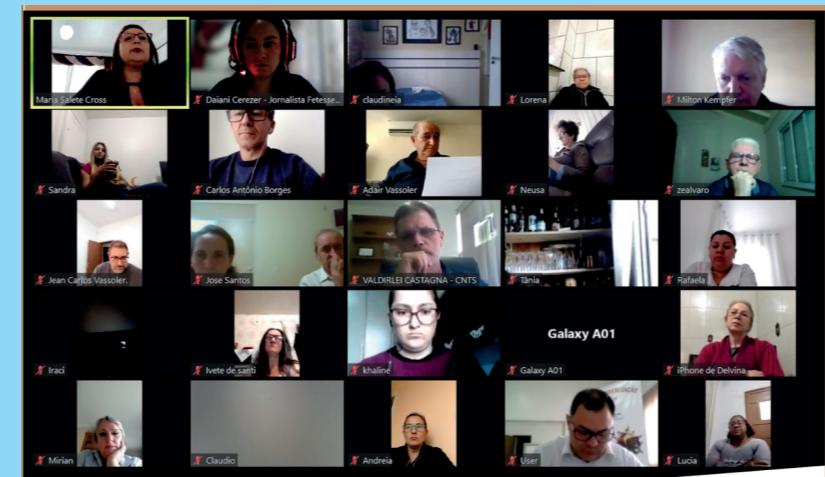 Maria Salete Cross
Daiani Cerezer - Jornalista Fetesse...
claudineia
Lorena
Milton Kempfer
Sandra
Carlos Antônio Borges
Adair Vassoler
Neusa
zealvaro
Jean Carlos Vassoler.
Jose Santos
VALDIRLEI CASTAGNA - CNTS
Tânia
Rafaela
Iraci
Ivete de santi
khaline
Galaxy A01
Galaxy A01
iPhone de Delvina
Mirian
Claudio
Andreia
User
Lucia